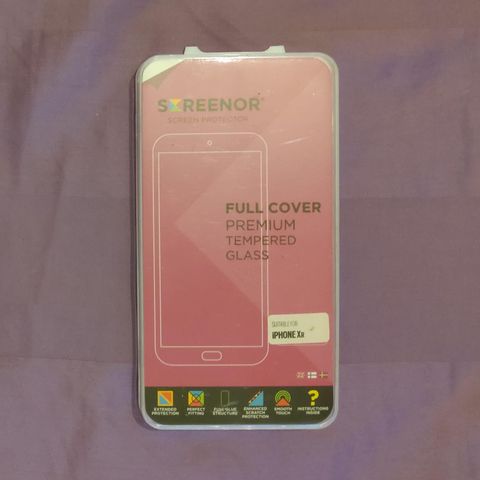 SCREENOR
SCREEN PROTECTOR
FULL COVER
PREMIUM
TEMPERED
GLASS
SUITABLE FOR
iPHONE XR
EXTENDED
PROTECTION
PERFECT
FITTING
FULL GLUE
STRUCTURE
ENHANCED
SCRATCH
PROTECTION
SMOOTH
TOUCH
?
INSTRUCTIONS
INSIDE